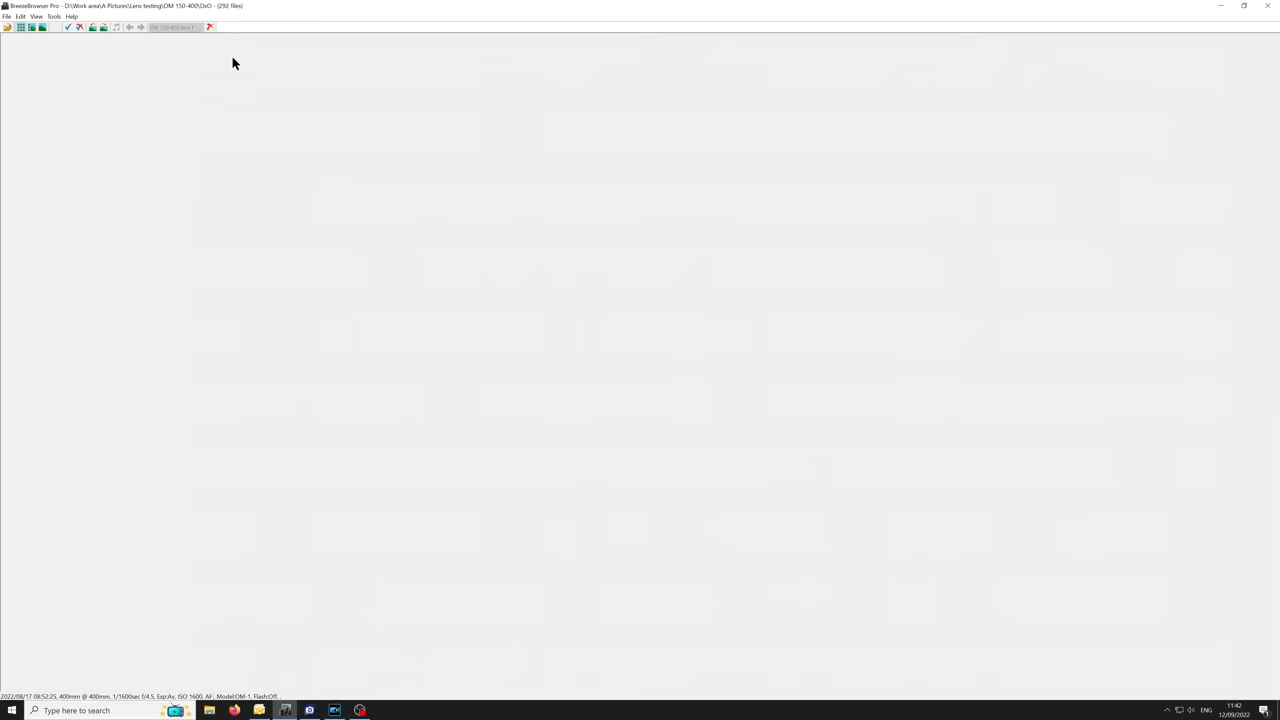 BreezeBrowser Pro - D:\Work area\A Pictures\Lens testing\OM 150-400\DxO - (292 files)
File Edit View Tools Help
2022/08/17 08:52:25, 400mm @ 400mm, 1/1600sec f/4.5, Exp:Av, ISO 1600, AF:, Model:OM-1, Flash:Off, ,
Type here to search
ENG
11:42
12/09/2022